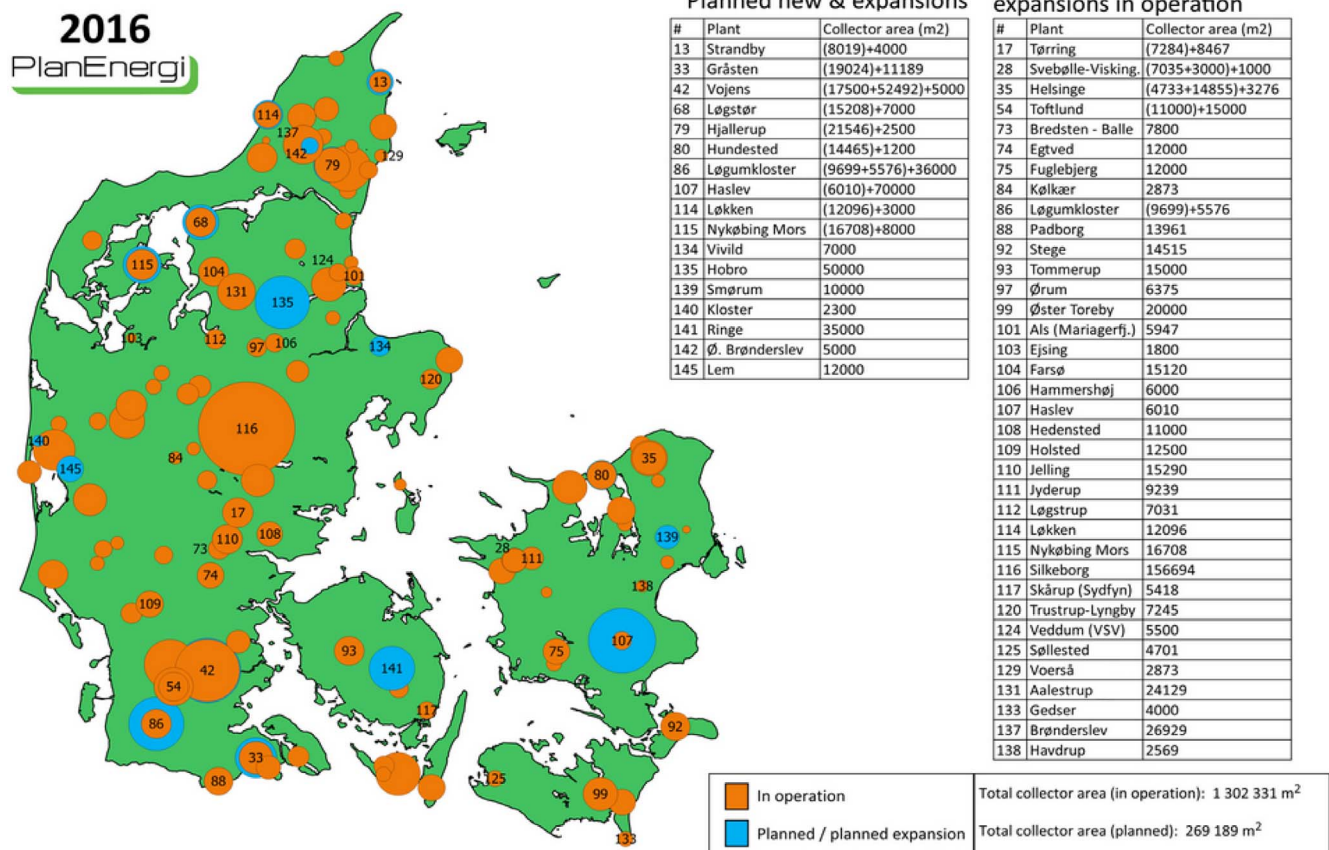 2016
PlanEnergi
Planned new & expansions
# Plant Collector area (m2)
13 Strandby (8019)+4000
33 Gråsten (19024)+11189
42 Vojens (17500+52492)+5000
68 Løgstør (15208)+7000
79 Hjallerup (21546)+2500
80 Hundested (14465)+1200
86 Løgumkloster (9699+5576)+36000
107 Haslev (6010)+70000
114 Løkken (12096)+3000
115 Nykøbing Mors (16708)+8000
134 Vivild 7000
135 Hobro 50000
139 Smørum 10000
140 Kloster 2300
141 Ringe 35000
142 Ø. Brønderslev 5000
145 Lem 12000
expansions in operation
# Plant Collector area (m2)
17 Tørring (7284)+8467
28 Svebølle-Visking. (7035+3000)+1000
35 Helsinge (4733+14855)+3276
54 Toftlund (11000)+15000
73 Bredsten - Balle 7800
74 Egtved 12000
75 Fuglebjerg 12000
84 Kølkær 2873
86 Løgumkloster (9699)+5576
88 Padborg 13961
92 Stege 14515
93 Tommerup 15000
97 Ørum 6375
99 Øster Toreby 20000
101 Als (Mariagerfj.) 5947
103 Ejsing 1800
104 Farsø 15120
106 Hammershøj 6000
107 Haslev 6010
108 Hedensted 11000
109 Holsted 12500
110 Jelling 15290
111 Jyderup 9239
112 Løgstrup 7031
114 Løkken 12096
115 Nykøbing Mors 16708
116 Silkeborg 156694
117 Skårup (Sydfyn) 5418
120 Trustrup-Lyngby 7245
124 Veddum (VSV) 5500
125 Søllested 4701
129 Voerså 2873
131 Aalestrup 24129
133 Gedser 4000
137 Brønderslev 26929
138 Havdrup 2569
13
114
137
142
79
129
68
115
104
124
101
131
135
103
112
97
106
134
120
116
140
145
84
35
80
17
110
108
73
139
28
111
74
138
109
107
93
75
42
141
54
86
117
92
33
88
125
99
133
In operation
Planned / planned expansion
Total collector area (in operation): 1 302 331 m²
Total collector area (planned): 269 189 m²